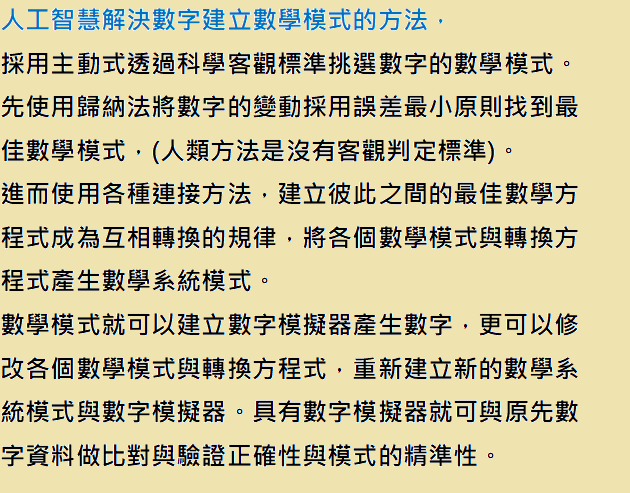 人工智慧解決數字建立數學模式的方法，
採用主動式透過科學客觀標準挑選數字的數學模式。
先使用歸納法將數字的變動採用誤差最小原則找到最
佳數學模式，(人類方法是沒有客觀判定標準)。
進而使用各種連接方法，建立彼此之間的最佳數學方
程式成為互相轉換的規律，將各個數學模式與轉換方
程式產生數學系統模式。
數學模式就可以建立數字模擬器產生數字，更可以修
改各個數學模式與轉換方程式，重新建立新的數學系
統模式與數字模擬器。具有數字模擬器就可與原先數
字資料做比對與驗證正確性與模式的精準性。